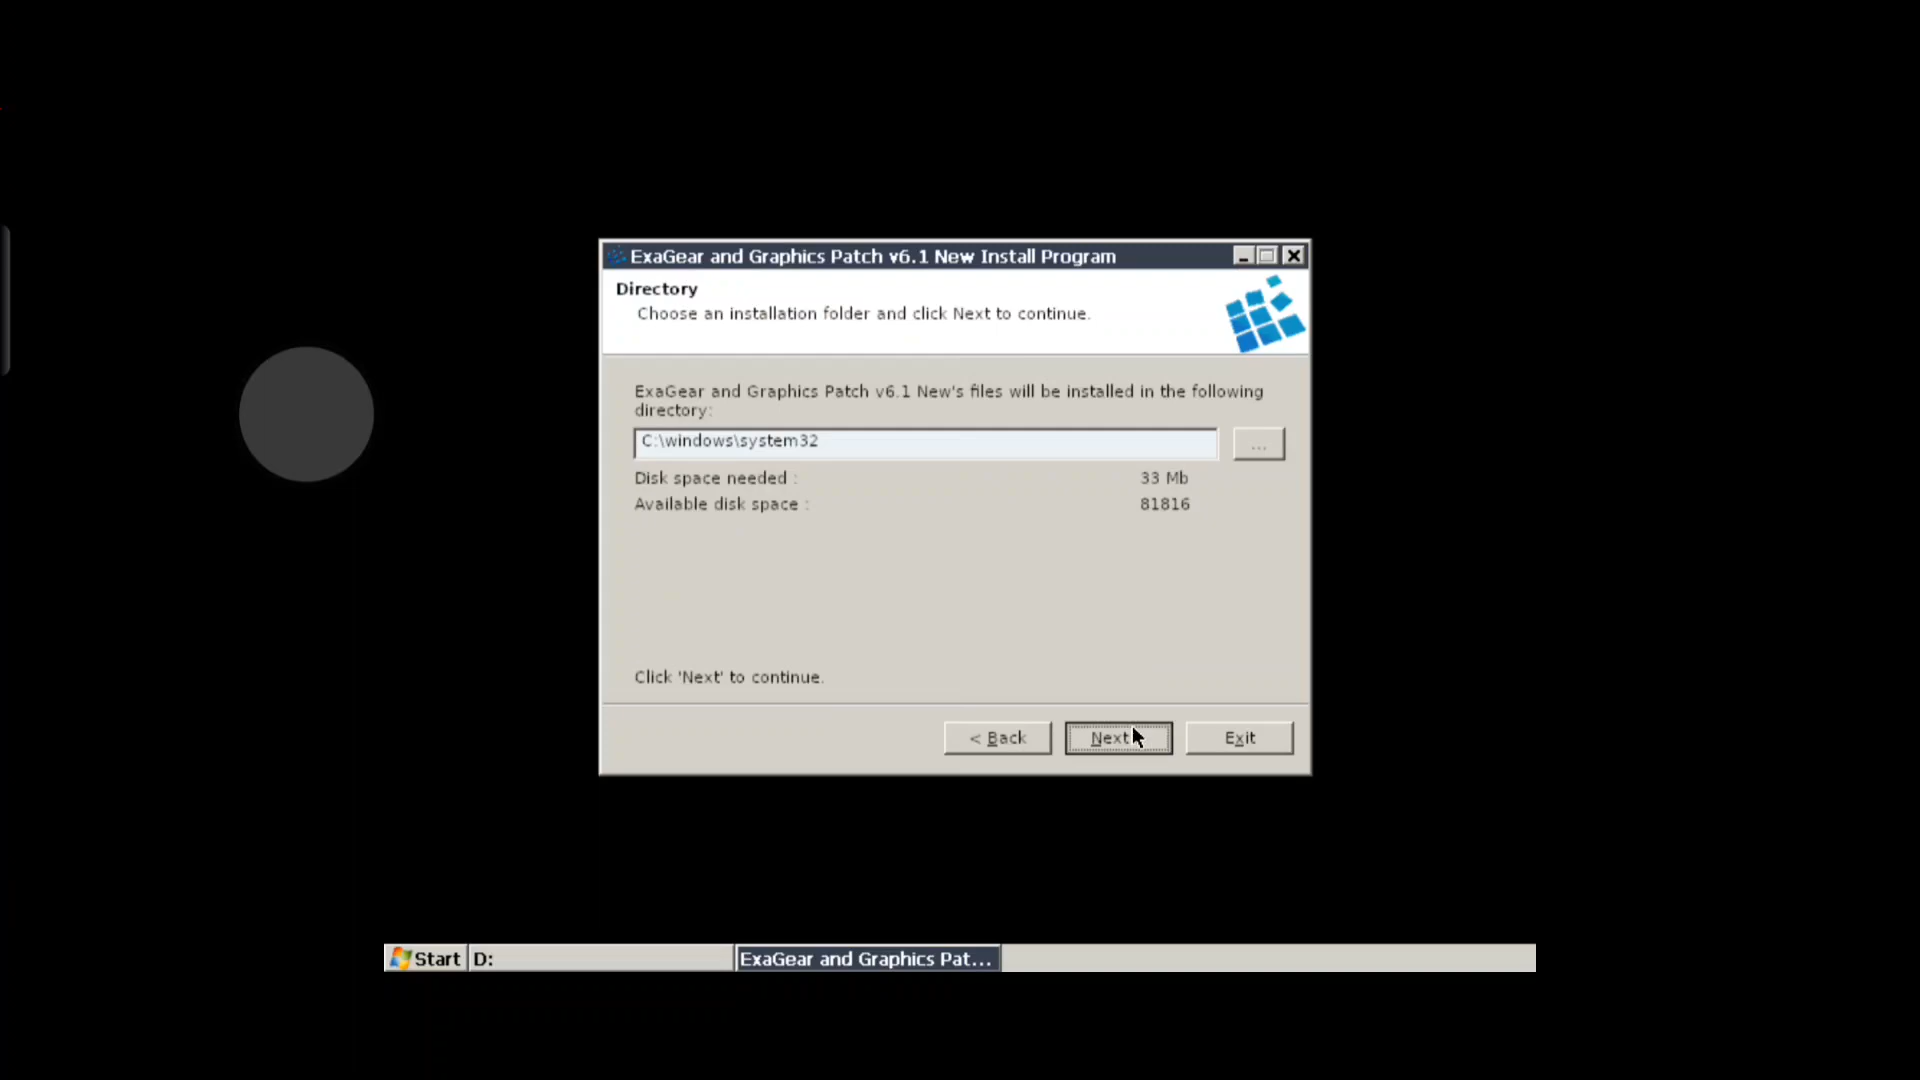 ExaGear and Graphics Patch v6.1 New Install Program
Directory
Choose an installation folder and click Next to continue.
ExaGear and Graphics Patch v6.1 New's files will be installed in the following
directory:
C:\windows\system32
...
Disk space needed : 33 Mb
Available disk space : 81816
Click 'Next' to continue.
< Back Next Exit
Start D: ExaGear and Graphics Pat...